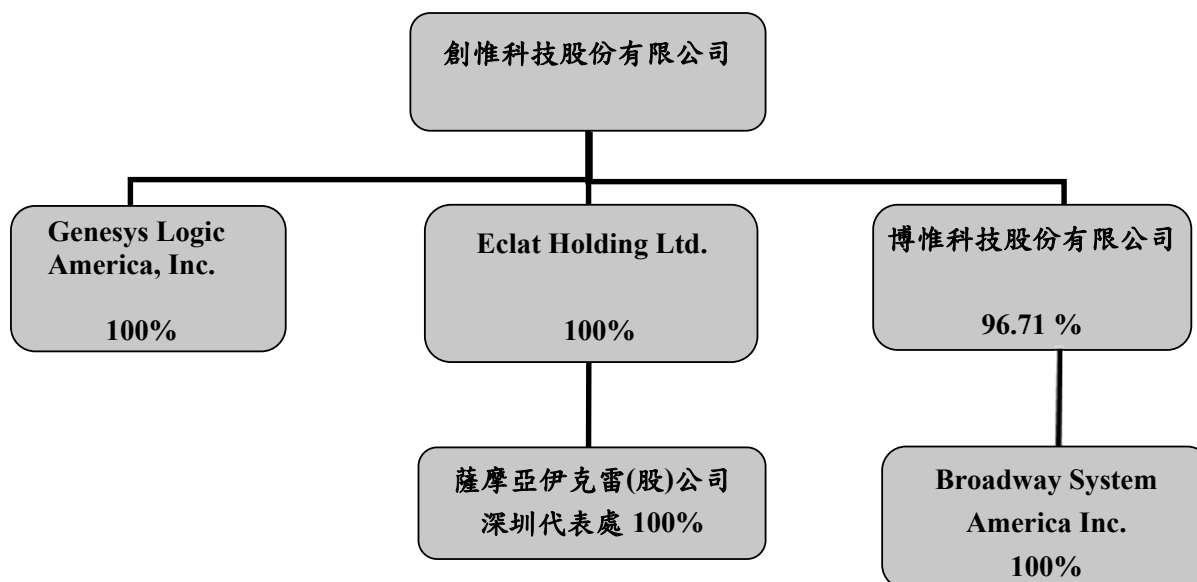 創惟科技股份有限公司
Genesys Logic
America, Inc.
100%
Eclat Holding Ltd.
100%
博惟科技股份有限公司
96.71 %
薩摩亞伊克雷(股)公司
深圳代表處 100%
Broadway System
America Inc.
100%